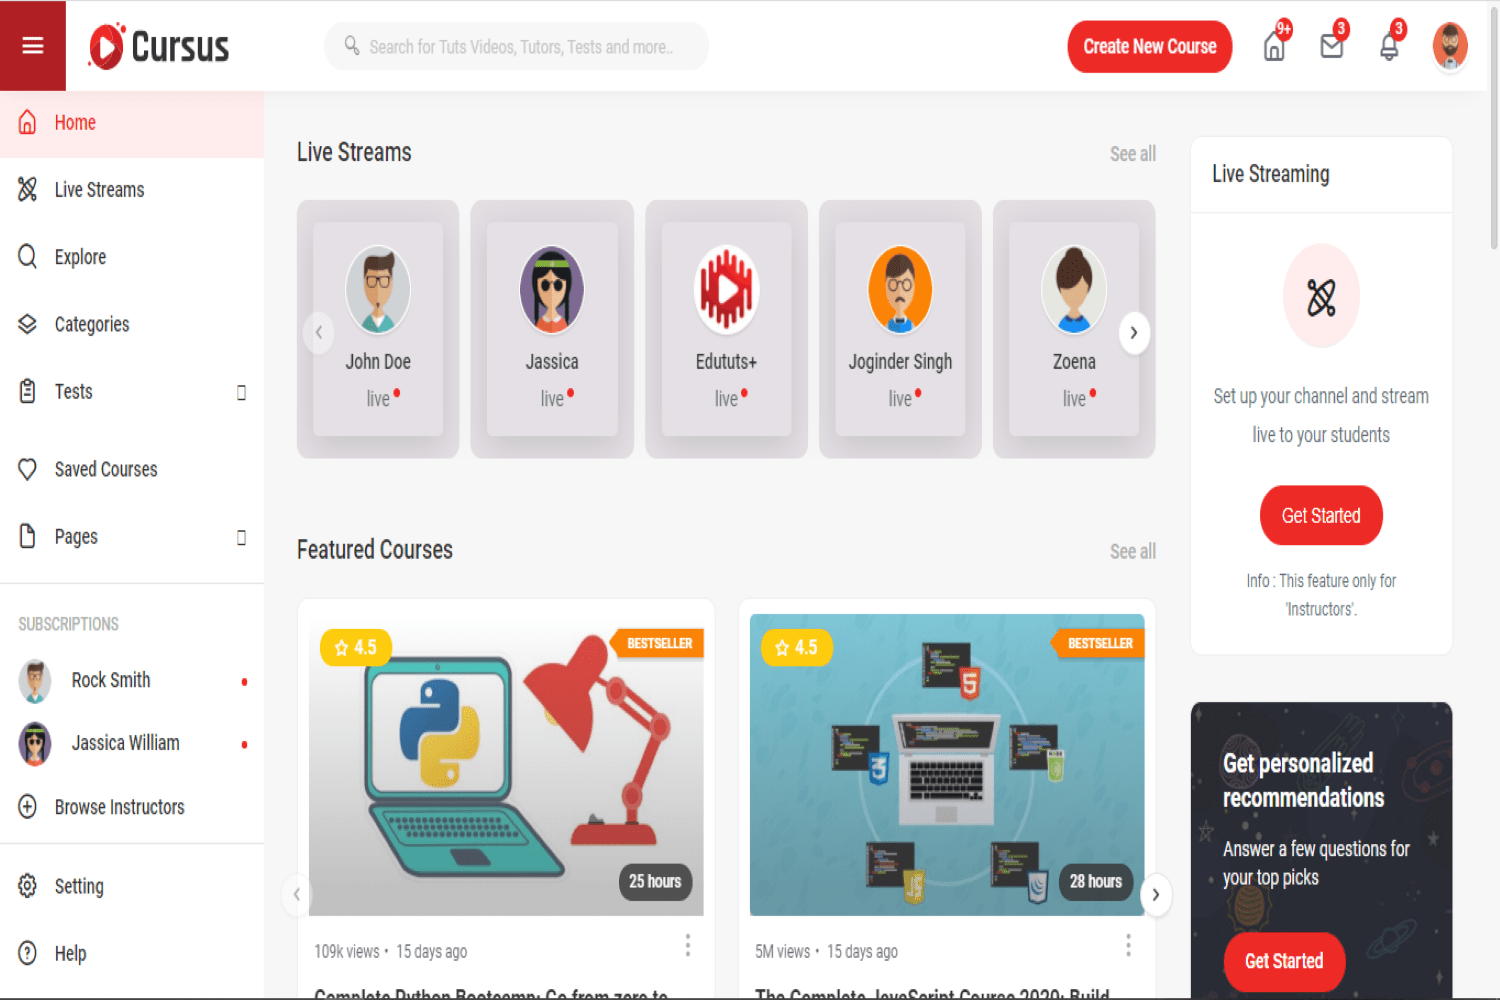 Cursus
Search for Tuts Videos, Tutors, Tests and more..
Create New Course
9+
3
3
Home
Live Streams
Explore
Categories
Tests
Saved Courses
Pages
SUBSCRIPTIONS
Rock Smith
Jassica William
Browse Instructors
Setting
Help
Live Streams
See all
John Doe
live
Jassica
live
Edututs+
live
Joginder Singh
live
Zoena
live
Featured Courses
See all
4.5
BESTSELLER
25 hours
109k views • 15 days ago
Complete Python Bootcamp: Go from zero to
4.5
BESTSELLER
5
3
28 hours
5M views • 15 days ago
The Complete JavaScript Course 2020: Build
Live Streaming
Set up your channel and stream
live to your students
Get Started
Info : This feature only for
'Instructors'.
Get personalized
recommendations
Answer a few questions for
your top picks
Get Started